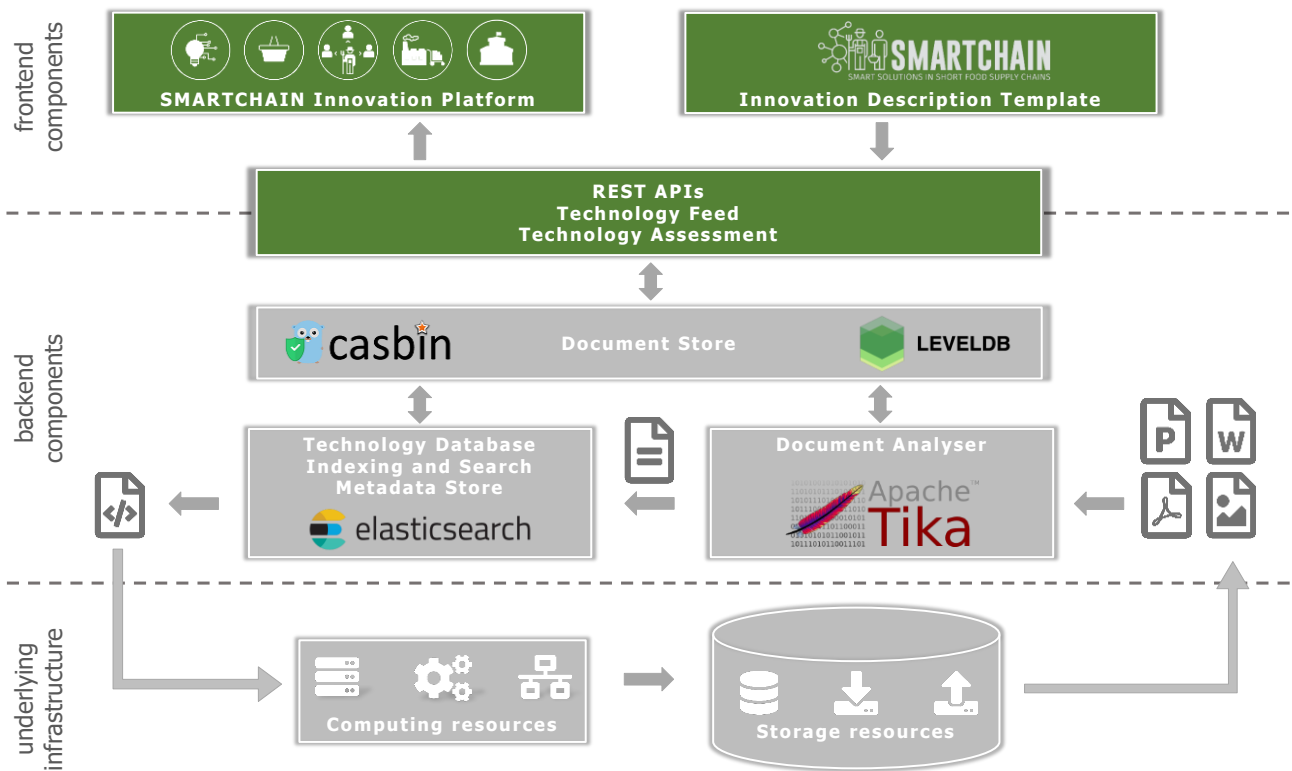 frontend
components
SMARTCHAIN Innovation Platform
SMARTCHAIN
SMART SOLUTIONS IN SHORT FOOD SUPPLY CHAINS
Innovation Description Template
REST APIs
Technology Feed
Technology Assessment
backend
components
casbin
Document Store
LEVELDB
Technology Database
Indexing and Search
Metadata Store
elasticsearch
</>
Document Analyser
Apache™
Tika
P
W
underlying
infrastructure
Computing resources
Storage resources